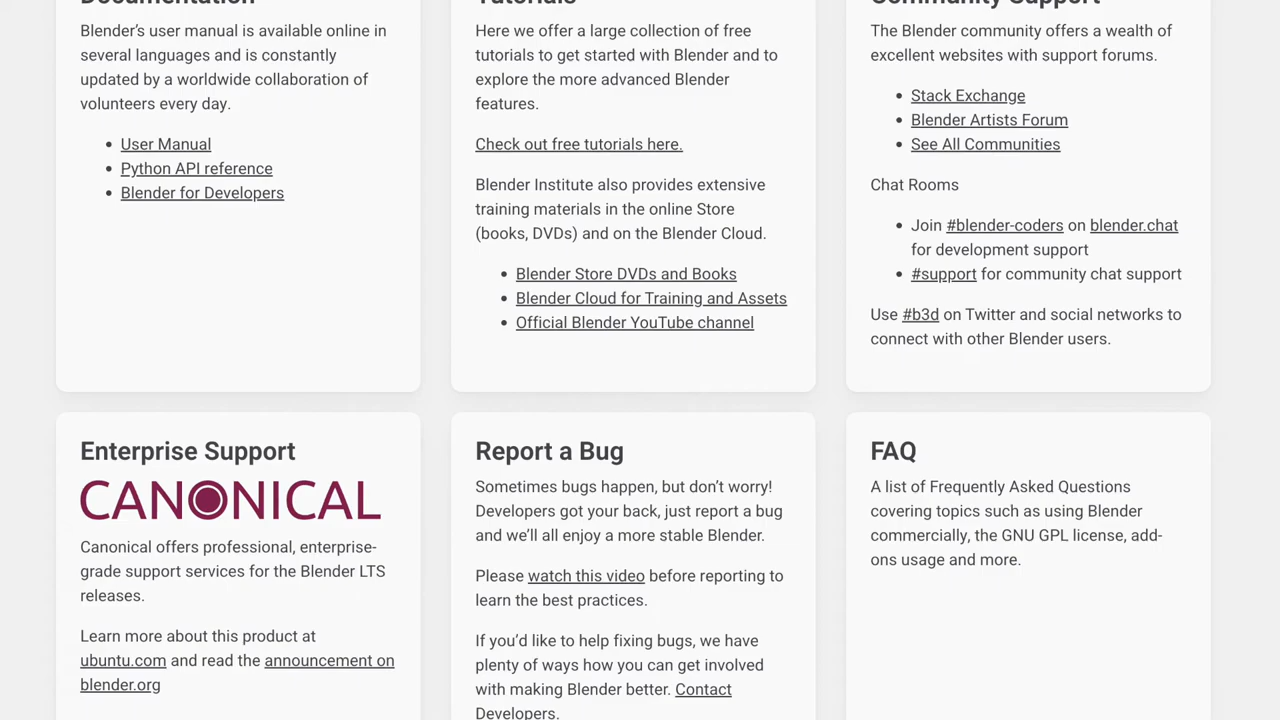 Documentation
Blender’s user manual is available online in
several languages and is constantly
updated by a worldwide collaboration of
volunteers every day.
User Manual
Python API reference
Blender for Developers
Tutorials
Here we offer a large collection of free
tutorials to get started with Blender and to
explore the more advanced Blender
features.
Check out free tutorials here.
Blender Institute also provides extensive
training materials in the online Store
(books, DVDs) and on the Blender Cloud.
Blender Store DVDs and Books
Blender Cloud for Training and Assets
Official Blender YouTube channel
Community Support
The Blender community offers a wealth of
excellent websites with support forums.
Stack Exchange
Blender Artists Forum
See All Communities
Chat Rooms
Join #blender-coders on blender.chat
for development support
#support for community chat support
Use #b3d on Twitter and social networks to
connect with other Blender users.
Enterprise Support
CANONICAL
Canonical offers professional, enterprise-
grade support services for the Blender LTS
releases.
Learn more about this product at
ubuntu.com and read the announcement on
blender.org
Report a Bug
Sometimes bugs happen, but don’t worry!
Developers got your back, just report a bug
and we’ll all enjoy a more stable Blender.
Please watch this video before reporting to
learn the best practices.
If you’d like to help fixing bugs, we have
plenty of ways how you can get involved
with making Blender better. Contact
Developers.
FAQ
A list of Frequently Asked Questions
covering topics such as using Blender
commercially, the GNU GPL license, add-
ons usage and more.